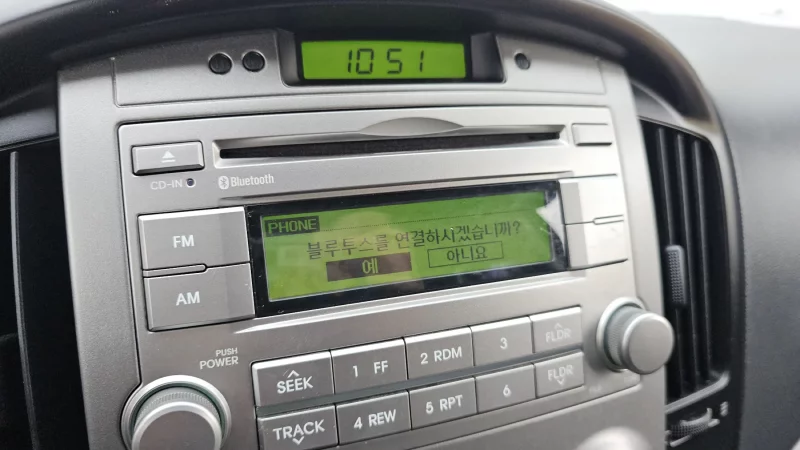 10 51
CD-IN
Bluetooth
FM
AM
PHONE
블루투스를 연결하시겠습니까?
예 아니요
PUSH
POWER
SEEK
1 FF
2 RDM
3
FLDR
TRACK
4 REW
5 RPT
6
FLDR